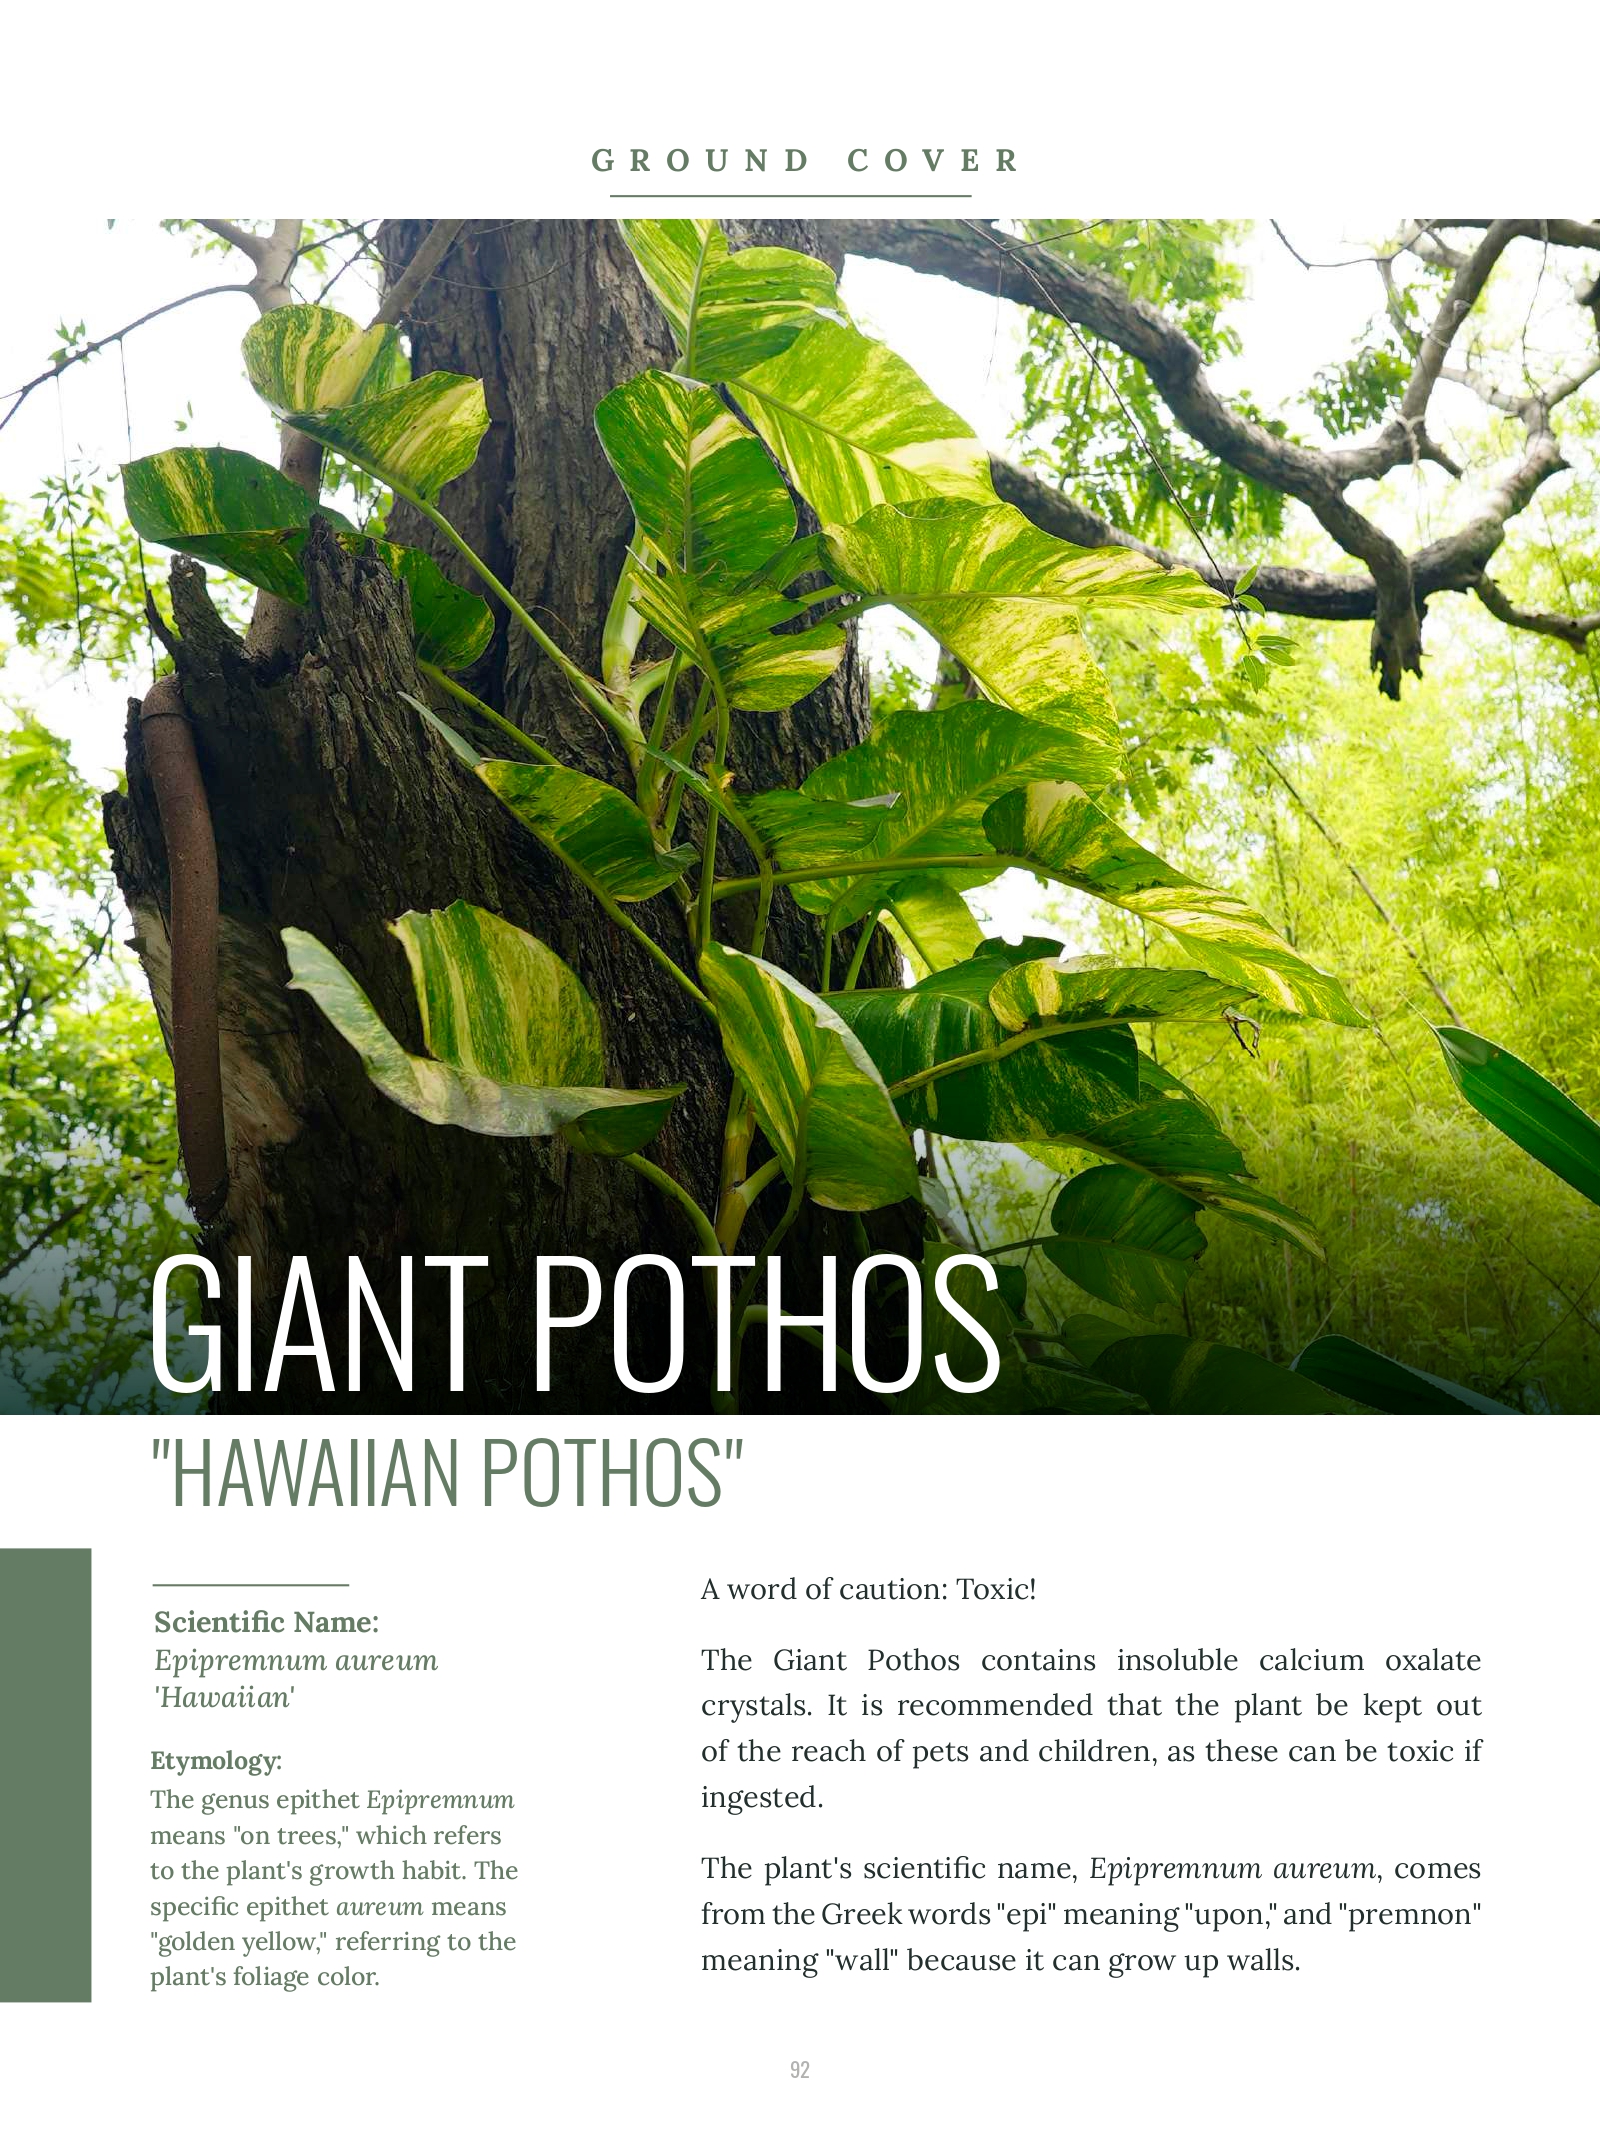 GROUND COVER
GIANT POTHOS
"HAWAIIAN POTHOS"
Scientific Name:
Epipremnum aureum
'Hawaiian'
Etymology:
The genus epithet Epipremnum
means "on trees," which refers
to the plant's growth habit. The
specific epithet aureum means
"golden yellow," referring to the
plant's foliage color.
A word of caution: Toxic!
The Giant Pothos contains insoluble calcium oxalate
crystals. It is recommended that the plant be kept out
of the reach of pets and children, as these can be toxic if
ingested.
The plant's scientific name, Epipremnum aureum, comes
from the Greek words "epi" meaning "upon," and "premnon"
meaning "wall" because it can grow up walls.
92